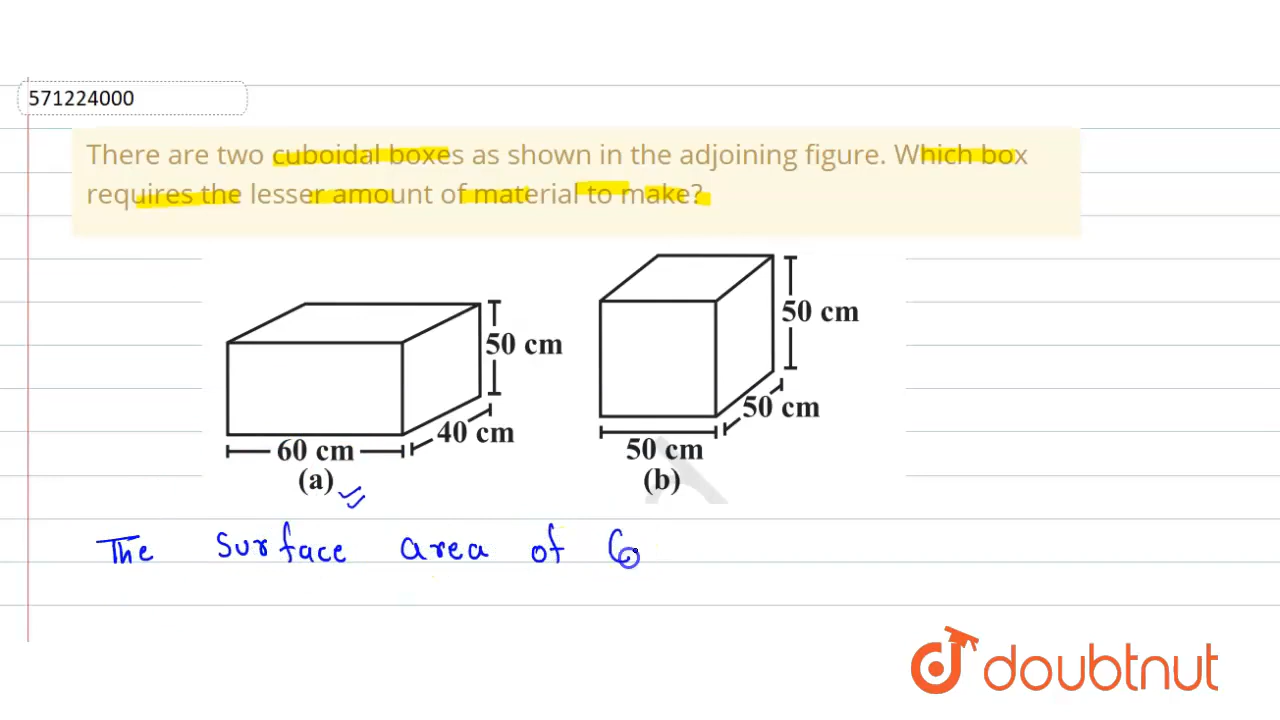 571224000
There are two cuboidal boxes as shown in the adjoining figure. Which box
requires the lesser amount of material to make?
50 cm
40 cm
60 cm
(a)
50 cm
50 cm
50 cm
(b)
The surface area of
doubtnut